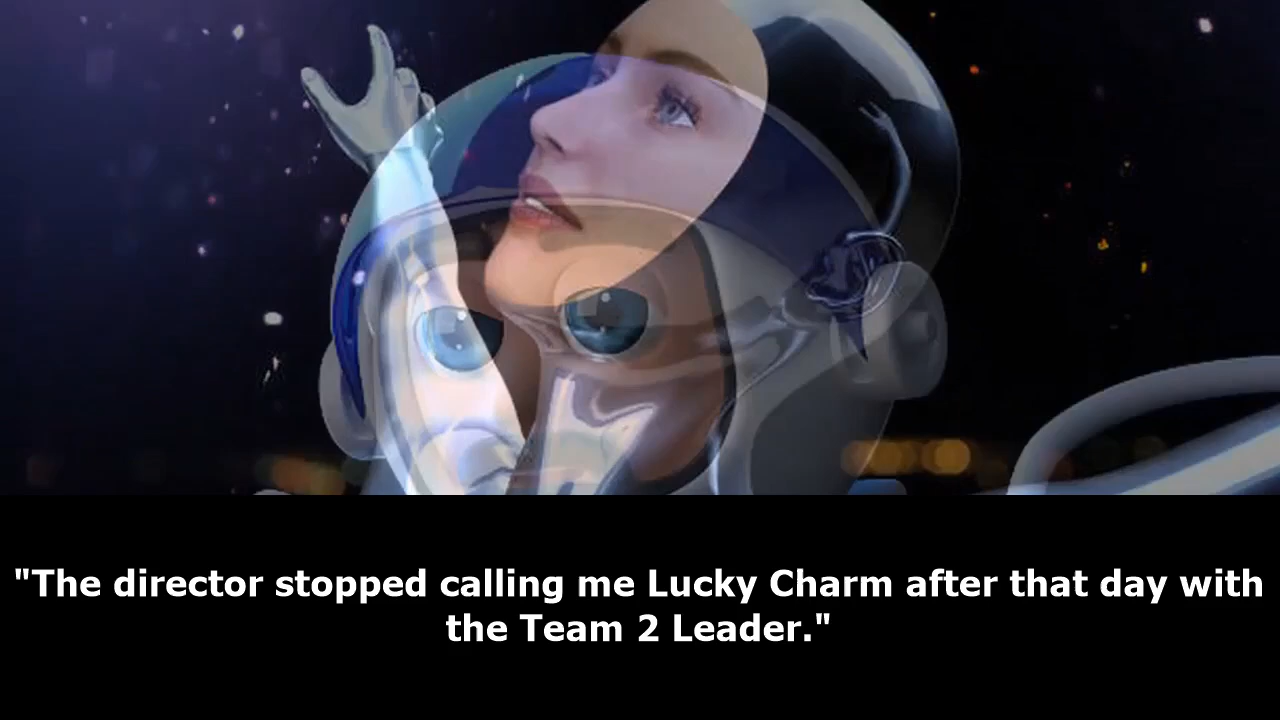 "The director stopped calling me Lucky Charm after that day with
the Team 2 Leader."